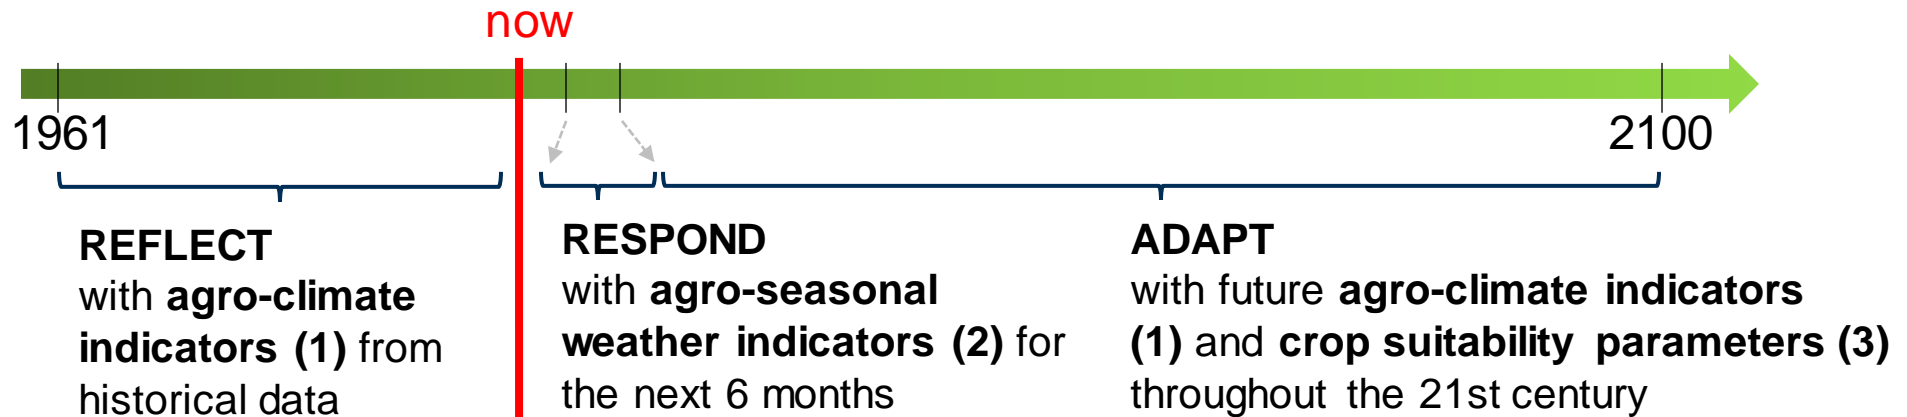 now
1961
2100
REFLECT
with agro-climate
indicators (1) from
historical data
RESPOND
with agro-seasonal
weather indicators (2) for
the next 6 months
ADAPT
with future agro-climate indicators
(1) and crop suitability parameters (3)
throughout the 21st century